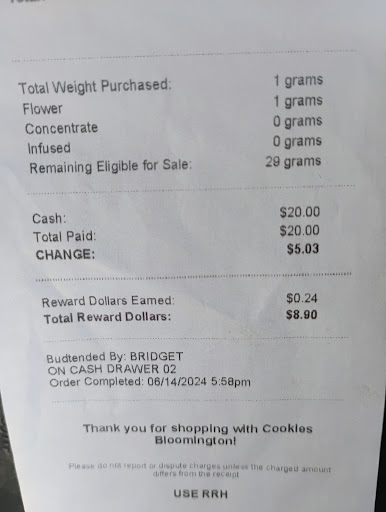 Total Weight Purchased: 1 grams
Flower 1 grams
Concentrate 0 grams
Infused 0 grams
Remaining Eligible for Sale: 29 grams
Cash: $20.00
Total Paid: $20.00
CHANGE: $5.03
Reward Dollars Earned: $0.24
Total Reward Dollars: $8.90
Budtended By: BRIDGET
ON CASH DRAWER 02
Order Completed: 06/14/2024 5:58pm
Thank you for shopping with Cookies
Bloomington!
Please do not report or dispute charges unless the charged amount
differs from the receipt
USE RRH